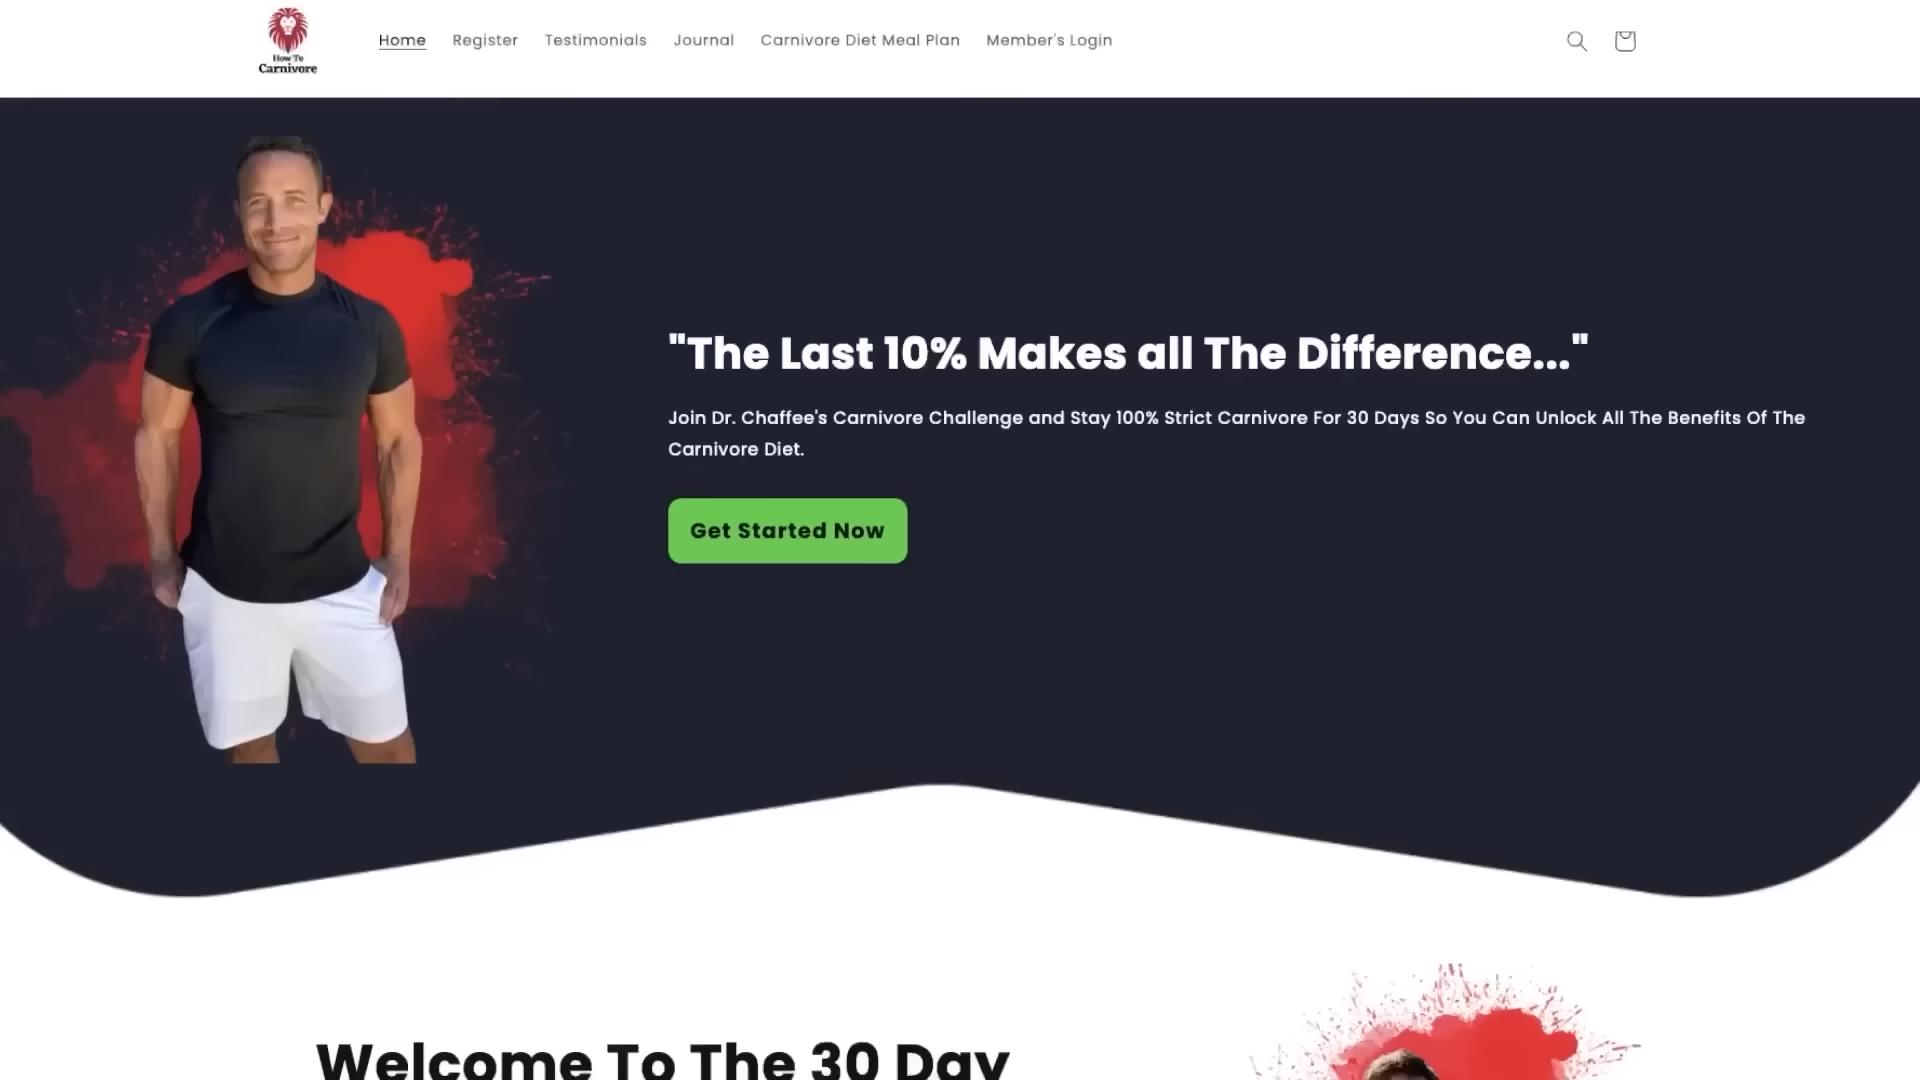 How To
Carnivore
Home
Register
Testimonials
Journal
Carnivore Diet Meal Plan
Member's Login
"The Last 10% Makes all The Difference..."
Join Dr. Chaffee's Carnivore Challenge and Stay 100% Strict Carnivore For 30 Days So You Can Unlock All The Benefits Of The
Carnivore Diet.
Get Started Now
Welcome To The 30 Day